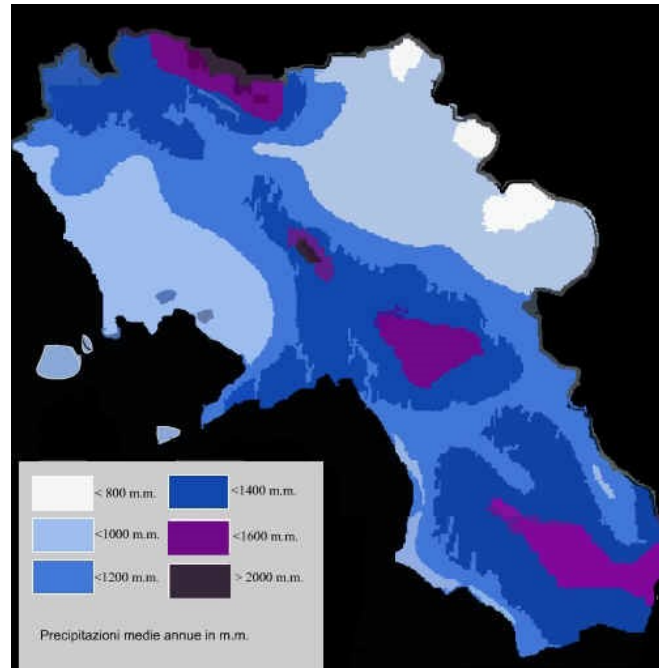 < 800 m.m.
<1400 m.m.
<1000 m.m.
<1600 m.m.
<1200 m.m.
> 2000 m.m.
Precipitazioni medie annue in m.m.